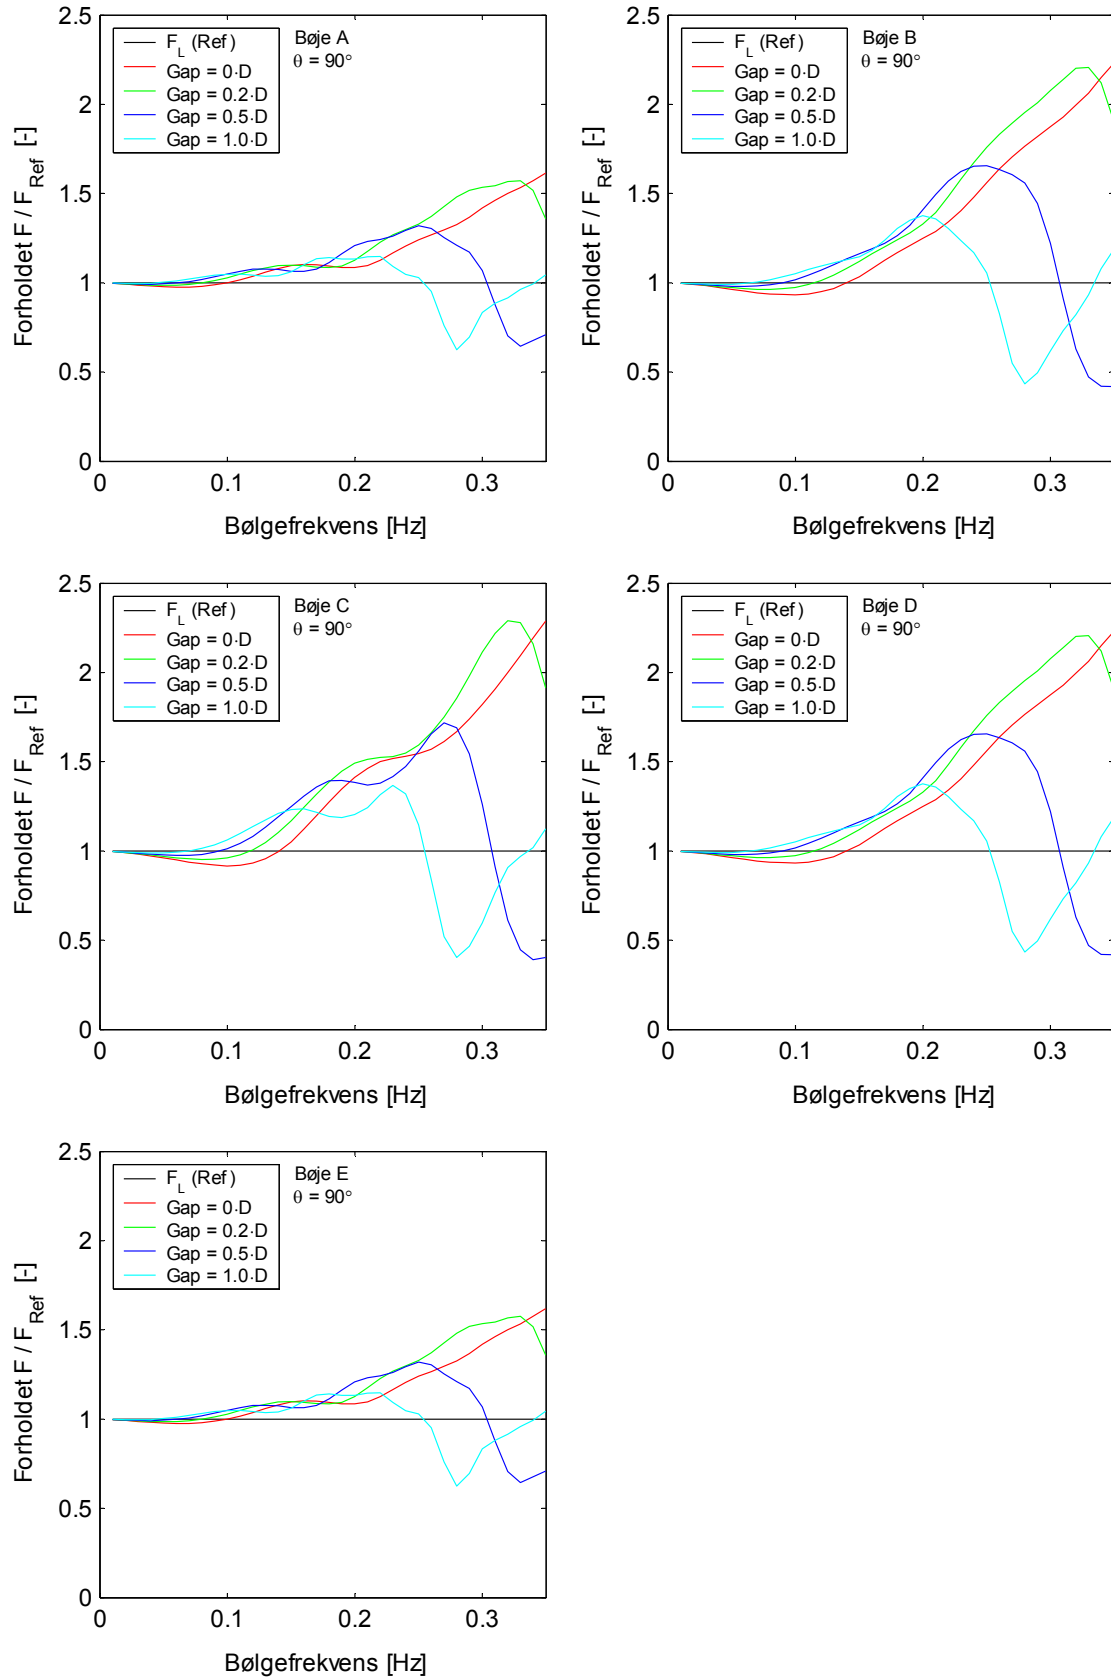 2.5
2
1.5
1
0.5
0
Forholdet F / F_Ref [-]
F_L (Ref)
Gap = 0·D
Gap = 0.2·D
Gap = 0.5·D
Gap = 1.0·D
Bøje A
θ = 90°
0 0.1 0.2 0.3
Bølgefrekvens [Hz]
2.5
2
1.5
1
0.5
0
Forholdet F / F_Ref [-]
F_L (Ref)
Gap = 0·D
Gap = 0.2·D
Gap = 0.5·D
Gap = 1.0·D
Bøje B
θ = 90°
0 0.1 0.2 0.3
Bølgefrekvens [Hz]
2.5
2
1.5
1
0.5
0
Forholdet F / F_Ref [-]
F_L (Ref)
Gap = 0·D
Gap = 0.2·D
Gap = 0.5·D
Gap = 1.0·D
Bøje C
θ = 90°
0 0.1 0.2 0.3
Bølgefrekvens [Hz]
2.5
2
1.5
1
0.5
0
Forholdet F / F_Ref [-]
F_L (Ref)
Gap = 0·D
Gap = 0.2·D
Gap = 0.5·D
Gap = 1.0·D
Bøje D
θ = 90°
0 0.1 0.2 0.3
Bølgefrekvens [Hz]
2.5
2
1.5
1
0.5
0
Forholdet F / F_Ref [-]
F_L (Ref)
Gap = 0·D
Gap = 0.2·D
Gap = 0.5·D
Gap = 1.0·D
Bøje E
θ = 90°
0 0.1 0.2 0.3
Bølgefrekvens [Hz]